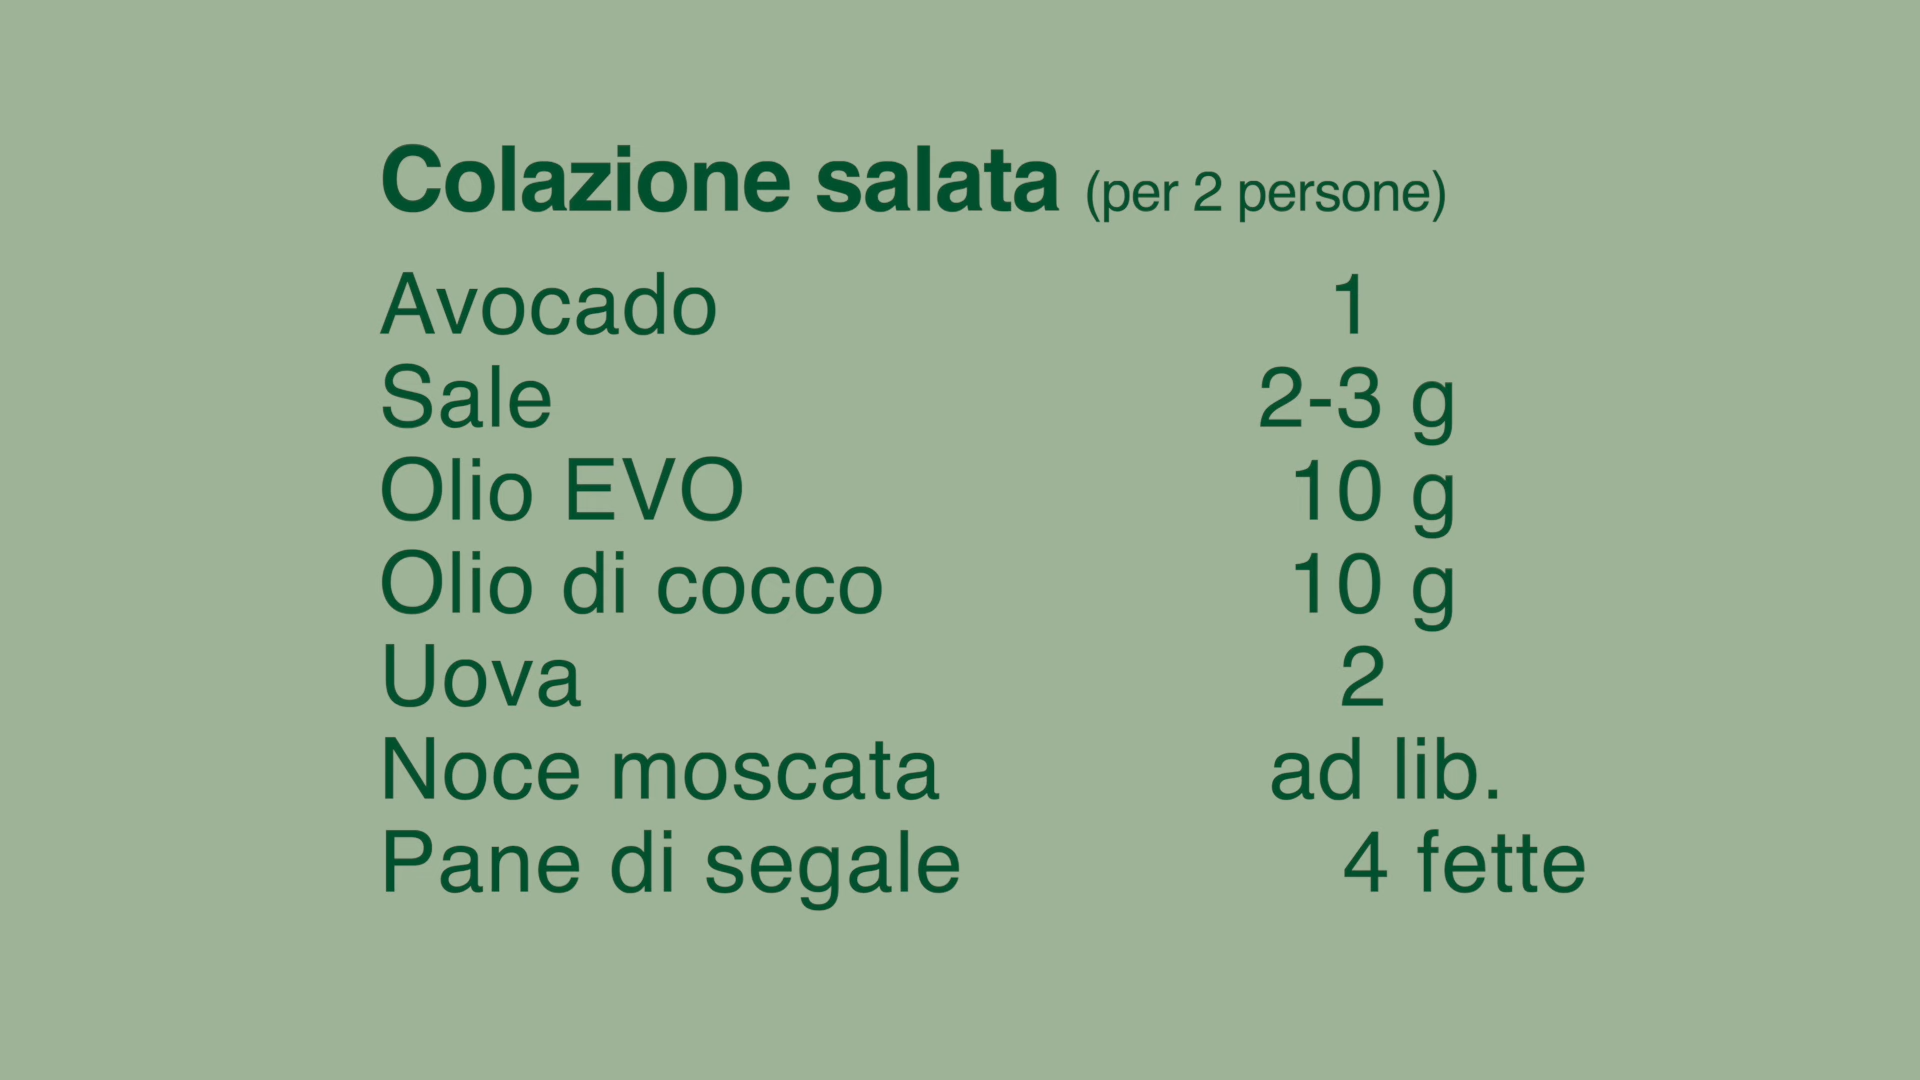 Colazione salata (per 2 persone)
Avocado 1
Sale 2-3 g
Olio EVO 10 g
Olio di cocco 10 g
Uova 2
Noce moscata ad lib.
Pane di segale 4 fette